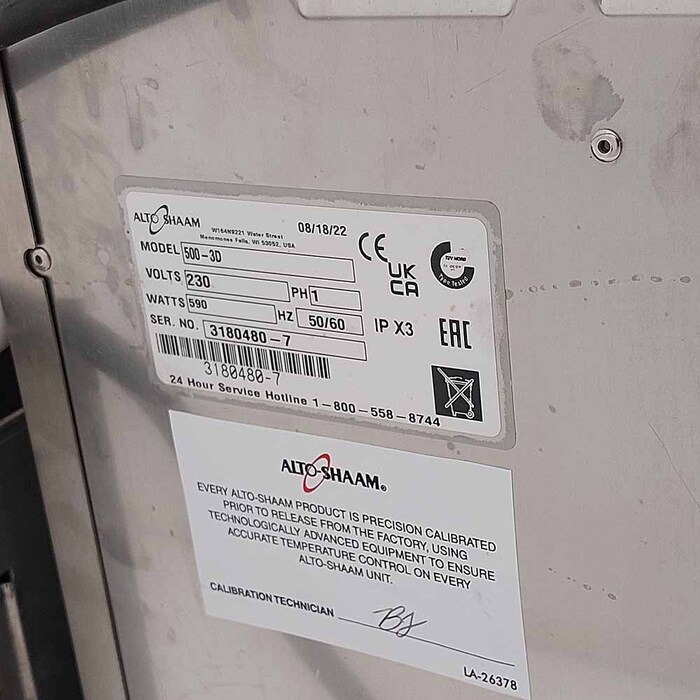 ALTO SHAAM
W164N9221 Water Street
Menomonee Falls, WI 53052, USA
08/18/22
MODEL 500-3D
VOLTS 230 PH 1
WATTS 590 HZ 50/60
SER. NO. 3180480-7
3180480-7
24 Hour Service Hotline 1-800-558-8744
CE
UK
CA
IP X3
EAC
ALTO-SHAAM®
EVERY ALTO-SHAAM PRODUCT IS PRECISION CALIBRATED
PRIOR TO RELEASE FROM THE FACTORY, USING
TECHNOLOGICALLY ADVANCED EQUIPMENT TO ENSURE
ACCURATE TEMPERATURE CONTROL ON EVERY
ALTO-SHAAM UNIT.
CALIBRATION TECHNICIAN
LA-26378